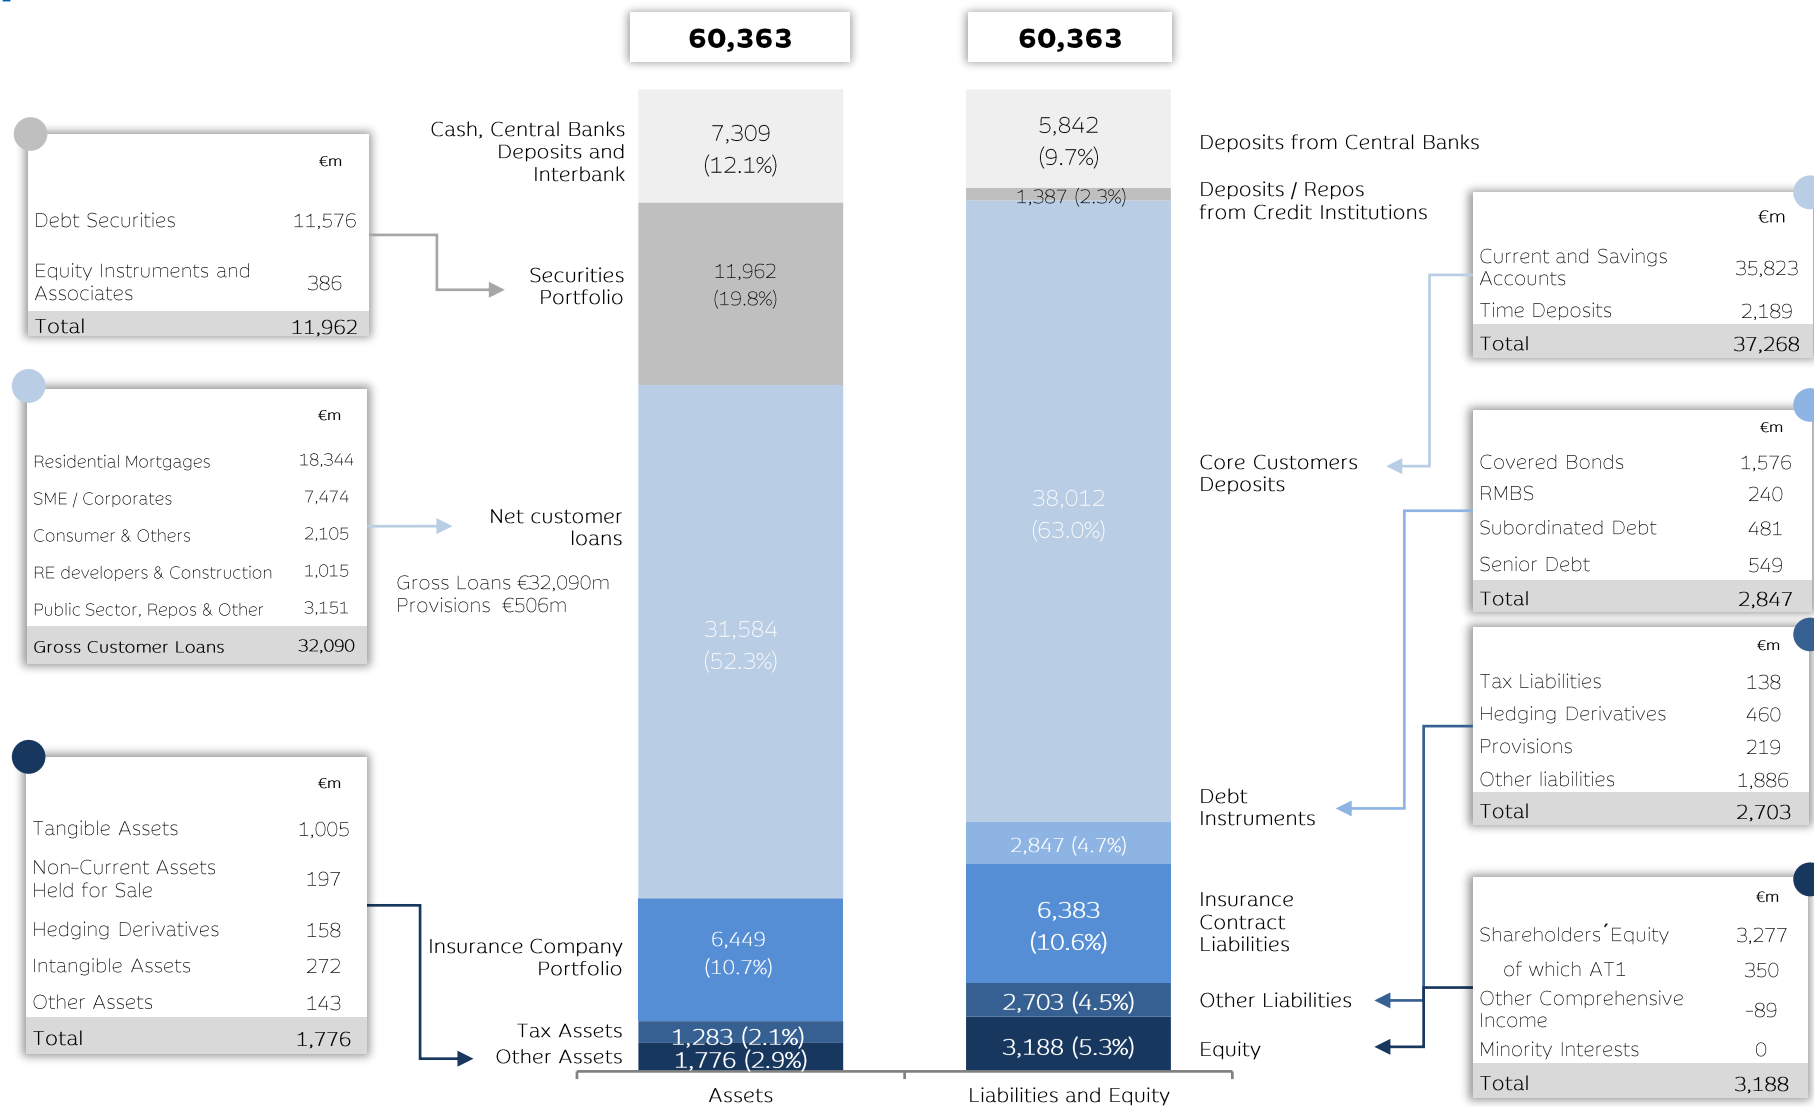 60,363
60,363
€m
Debt Securities 11,576
Equity Instruments and
Associates 386
Total 11,962
€m
Residential Mortgages 18,344
SME / Corporates 7,474
Consumer & Others 2,105
RE developers & Construction 1,015
Public Sector, Repos & Other 3,151
Gross Customer Loans 32,090
€m
Tangible Assets 1,005
Non-Current Assets
Held for Sale 197
Hedging Derivatives 158
Intangible Assets 272
Other Assets 143
Total 1,776
Cash, Central Banks
Deposits and
Interbank
Securities
Portfolio
Net customer
loans
Gross Loans €32,090m
Provisions €506m
Insurance Company
Portfolio
Tax Assets
Other Assets
7,309
(12.1%)
11,962
(19.8%)
31,584
(52.3%)
6,449
(10.7%)
1,283 (2.1%)
1,776 (2.9%)
Assets
5,842
(9.7%)
1,387 (2.3%)
38,012
(63.0%)
2,847 (4.7%)
6,383
(10.6%)
2,703 (4.5%)
3,188 (5.3%)
Liabilities and Equity
Deposits from Central Banks
Deposits / Repos
from Credit Institutions
Core Customers
Deposits
Debt
Instruments
Insurance
Contract
Liabilities
Other Liabilities
Equity
€m
Current and Savings
Accounts 35,823
Time Deposits 2,189
Total 37,268
€m
Covered Bonds 1,576
RMBS 240
Subordinated Debt 481
Senior Debt 549
Total 2,847
€m
Tax Liabilities 138
Hedging Derivatives 460
Provisions 219
Other liabilities 1,886
Total 2,703
€m
Shareholders´Equity 3,277
of which AT1 350
Other Comprehensive
Income -89
Minority Interests 0
Total 3,188